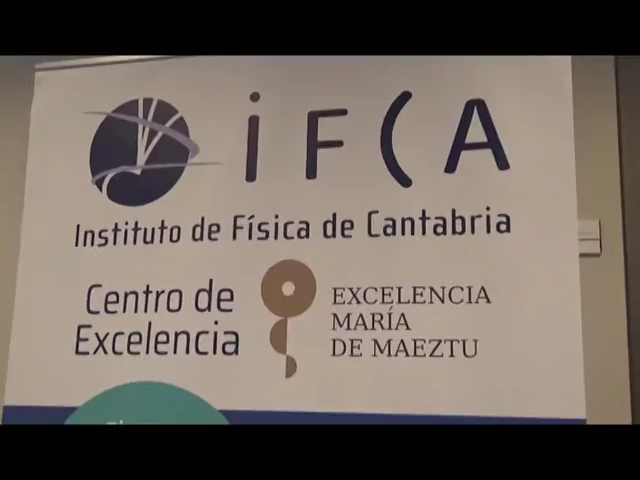 iFCA
Instituto de Física de Cantabria
Centro de
Excelencia
EXCELENCIA
MARÍA
DE MAEZTU